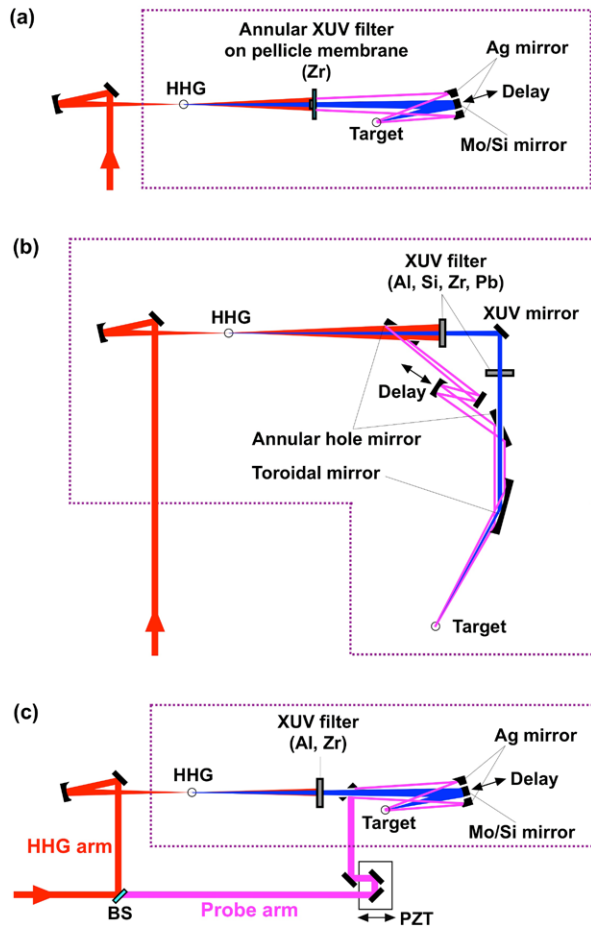 (a)
Annular XUV filter
on pellicle membrane
(Zr)
Ag mirror
HHG
Delay
Target
Mo/Si mirror
(b)
XUV filter
(Al, Si, Zr, Pb)
XUV mirror
HHG
Delay
Annular hole mirror
Toroidal mirror
Target
(c)
XUV filter
(Al, Zr)
Ag mirror
HHG
Delay
Target
Mo/Si mirror
HHG arm
Probe arm
BS
PZT